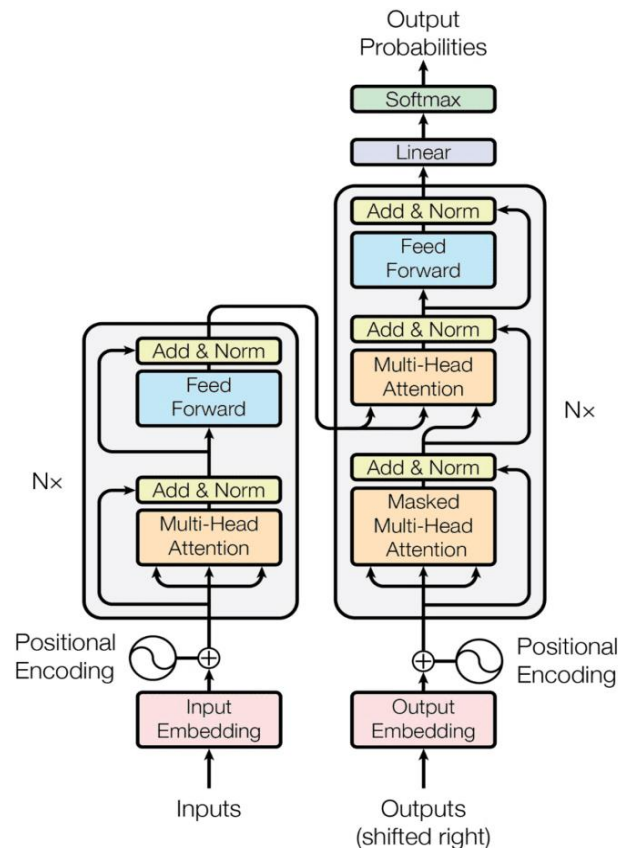 Output
Probabilities
Softmax
Linear
Add & Norm
Feed
Forward
Add & Norm
Multi-Head
Attention
Add & Norm
Masked
Multi-Head
Attention
N×
Positional
Encoding
Output
Embedding
Outputs
(shifted right)
Add & Norm
Feed
Forward
Add & Norm
Multi-Head
Attention
N×
Positional
Encoding
Input
Embedding
Inputs